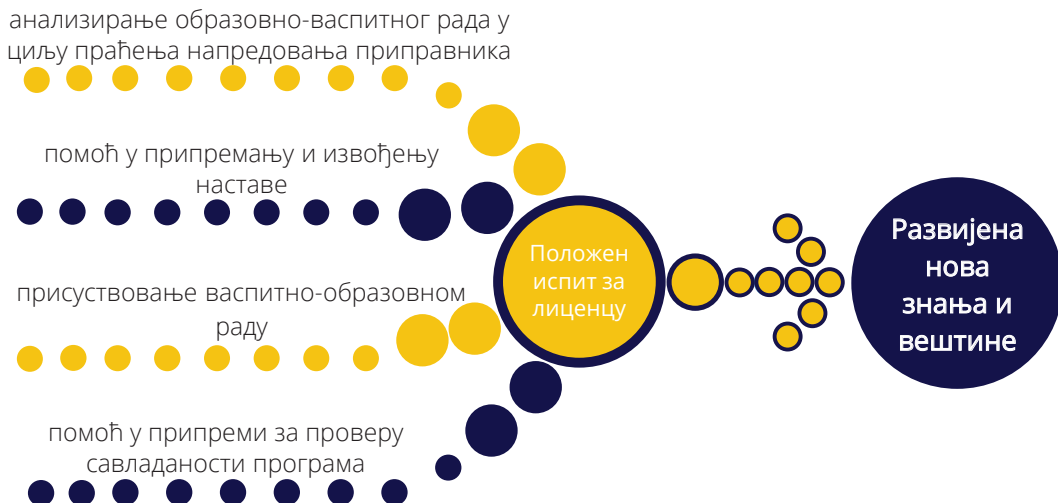 анализирање образовно-васпитног рада у
циљу праћења напредовања приправника
помоћ у припремању и извођењу
наставе
присуствовање васпитно-образовном
раду
помоћ у припреми за проверу
савладаности програма
Положен
испит за
лиценцу
Развијена
нова
знања и
вештине